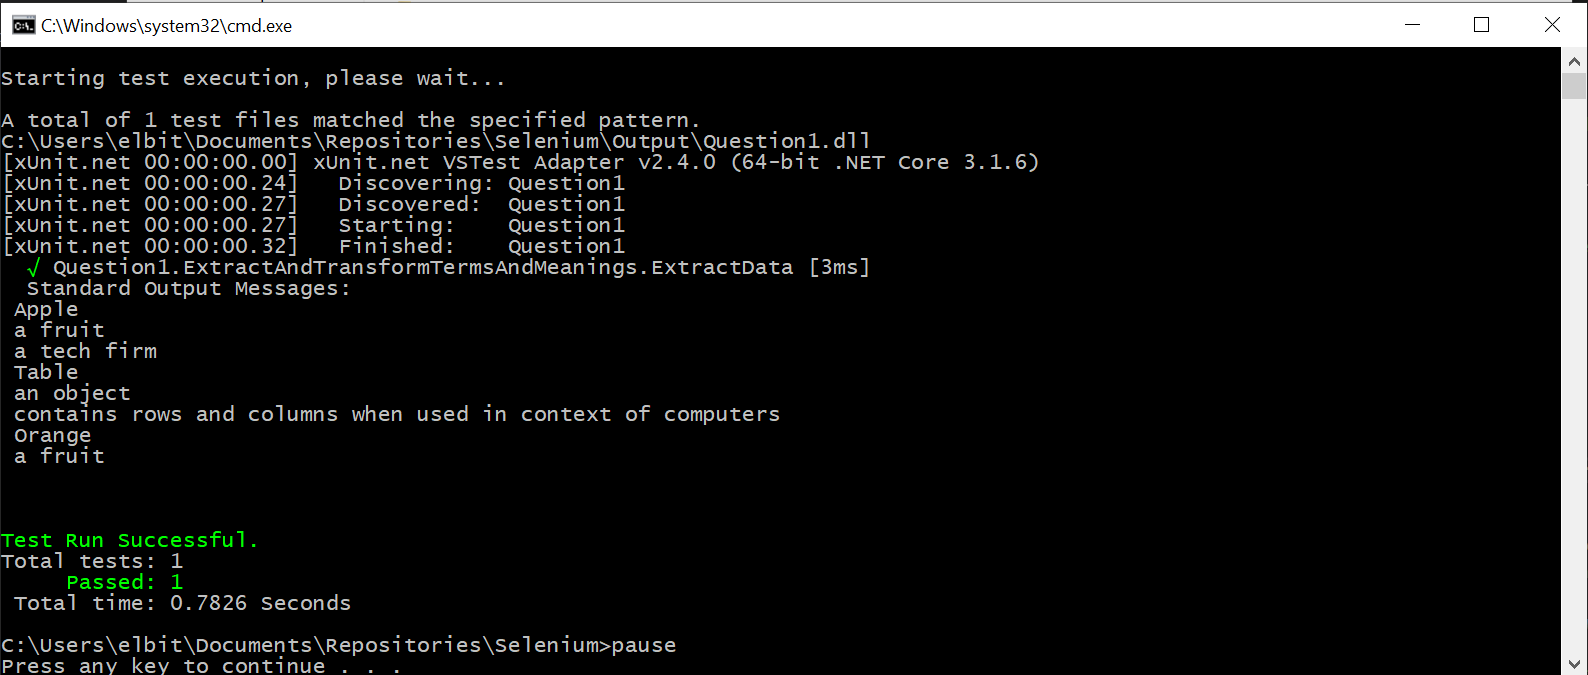 C:\Windows\system32\cmd.exe
Starting test execution, please wait...
A total of 1 test files matched the specified pattern.
C:\Users\elbit\Documents\Repositories\Selenium\Output\Question1.dll
[xUnit.net 00:00:00.00] xUnit.net VSTest Adapter v2.4.0 (64-bit .NET Core 3.1.6)
[xUnit.net 00:00:00.24]   Discovering: Question1
[xUnit.net 00:00:00.27]   Discovered:  Question1
[xUnit.net 00:00:00.27]   Starting:    Question1
[xUnit.net 00:00:00.32]   Finished:    Question1
  √ Question1.ExtractAndTransformTermsAndMeanings.ExtractData [3ms]
  Standard Output Messages:
 Apple
 a fruit
 a tech firm
 Table
 an object
 contains rows and columns when used in context of computers
 Orange
 a fruit
Test Run Successful.
Total tests: 1
     Passed: 1
 Total time: 0.7826 Seconds
C:\Users\elbit\Documents\Repositories\Selenium>pause
Press any key to continue . . .